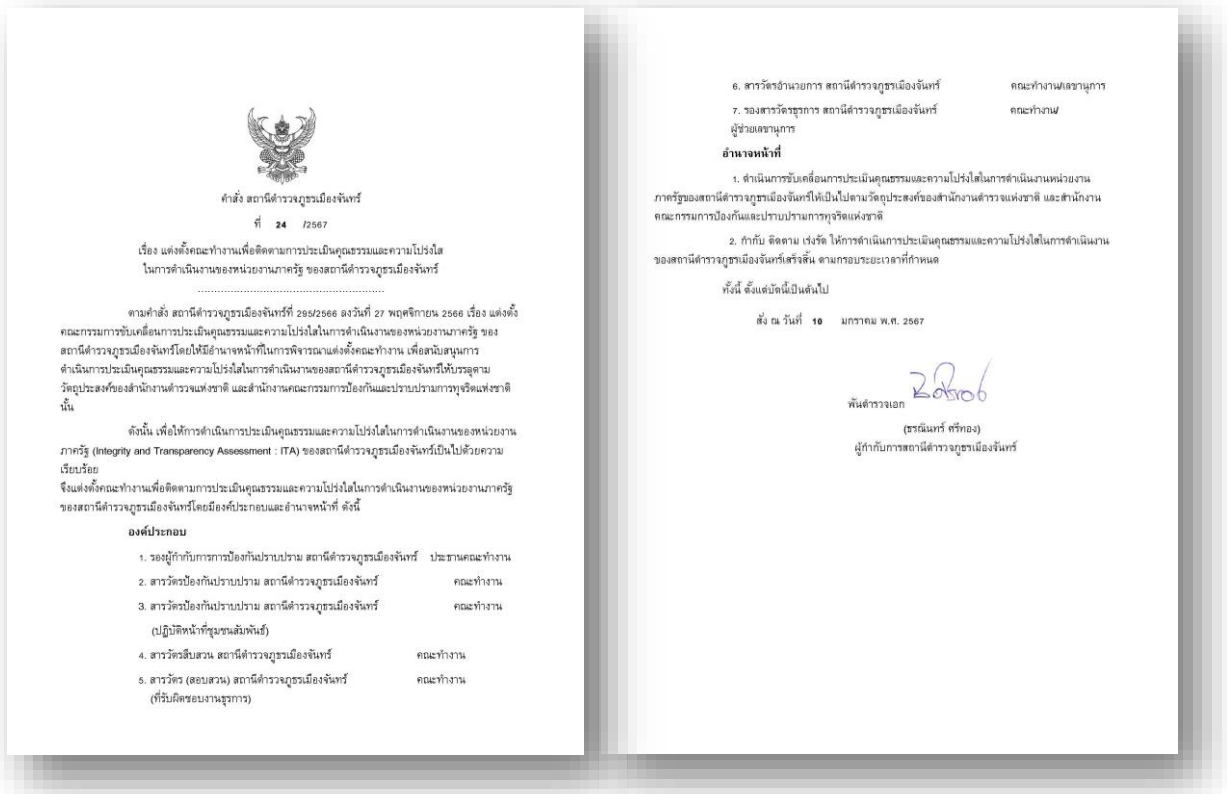 คำสั่ง สถานีตำรวจภูธรเมืองจันทร์
ที่ 24 /2567
เรื่อง แต่งตั้งคณะทำงานเพื่อติดตามการประเมินคุณธรรมและความโปร่งใส
ในการดำเนินงานของหน่วยงานภาครัฐ ของสถานีตำรวจภูธรเมืองจันทร์
........................................................
ตามคำสั่ง สถานีตำรวจภูธรเมืองจันทร์ที่ 295/2566 ลงวันที่ 27 พฤศจิกายน 2566 เรื่อง แต่งตั้ง
คณะกรรมการขับเคลื่อนการประเมินคุณธรรมและความโปร่งใสในการดำเนินงานของหน่วยงานภาครัฐ ของ
สถานีตำรวจภูธรเมืองจันทร์โดยให้มีอำนาจหน้าที่ในการพิจารณาแต่งตั้งคณะทำงาน เพื่อสนับสนุนการ
ดำเนินการประเมินคุณธรรมและความโปร่งใสในการดำเนินงานของสถานีตำรวจภูธรเมืองจันทร์ให้บรรลุตาม
วัตถุประสงค์ของสำนักงานตำรวจแห่งชาติ และสำนักงานคณะกรรมการป้องกันและปราบปรามการทุจริตแห่งชาติ
นั้น
ดังนั้น เพื่อให้การดำเนินการประเมินคุณธรรมและความโปร่งใสในการดำเนินงานของหน่วยงาน
ภาครัฐ (Integrity and Transparency Assessment : ITA) ของสถานีตำรวจภูธรเมืองจันทร์เป็นไปด้วยความ
เรียบร้อย
จึงแต่งตั้งคณะทำงานเพื่อติดตามการประเมินคุณธรรมและความโปร่งใสในการดำเนินงานของหน่วยงานภาครัฐ
ของสถานีตำรวจภูธรเมืองจันทร์โดยมีองค์ประกอบและอำนาจหน้าที่ ดังนี้
องค์ประกอบ
1. รองผู้กำกับการการป้องกันปราบปราม สถานีตำรวจภูธรเมืองจันทร์ ประธานคณะทำงาน
2. สารวัตรป้องกันปราบปราม สถานีตำรวจภูธรเมืองจันทร์ คณะทำงาน
3. สารวัตรป้องกันปราบปราม สถานีตำรวจภูธรเมืองจันทร์ คณะทำงาน
(ปฏิบัติหน้าที่ชุมชนสัมพันธ์)
4. สารวัตรสืบสวน สถานีตำรวจภูธรเมืองจันทร์ คณะทำงาน
5. สารวัตร (สอบสวน) สถานีตำรวจภูธรเมืองจันทร์ คณะทำงาน
(ที่รับผิดชอบงานธุรการ)
6. สารวัตรอำนวยการ สถานีตำรวจภูธรเมืองจันทร์ คณะทำงาน/เลขานุการ
7. รองสารวัตรธุรการ สถานีตำรวจภูธรเมืองจันทร์ คณะทำงาน/
ผู้ช่วยเลขานุการ
อำนาจหน้าที่
1. ดำเนินการขับเคลื่อนการประเมินคุณธรรมและความโปร่งใสในการดำเนินงานหน่วยงาน
ภาครัฐของสถานีตำรวจภูธรเมืองจันทร์ให้เป็นไปตามวัตถุประสงค์ของสำนักงานตำรวจแห่งชาติ และสำนักงาน
คณะกรรมการป้องกันและปราบปรามการทุจริตแห่งชาติ
2. กำกับ ติดตาม เร่งรัด ให้การดำเนินการประเมินคุณธรรมและความโปร่งใสในการดำเนินงาน
ของสถานีตำรวจภูธรเมืองจันทร์เสร็จสิ้น ตามกรอบระยะเวลาที่กำหนด
ทั้งนี้ ตั้งแต่บัดนี้เป็นต้นไป
สั่ง ณ วันที่ 10 มกราคม พ.ศ. 2567
พันตำรวจเอก
(ธรณินทร์ ศรีทอง)
ผู้กำกับการสถานีตำรวจภูธรเมืองจันทร์